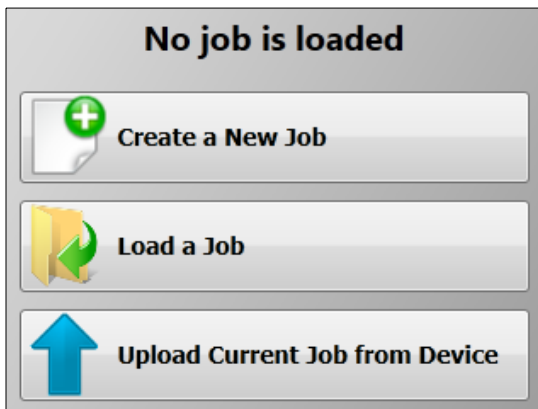 No job is loaded
Create a New Job
Load a Job
Upload Current Job from Device